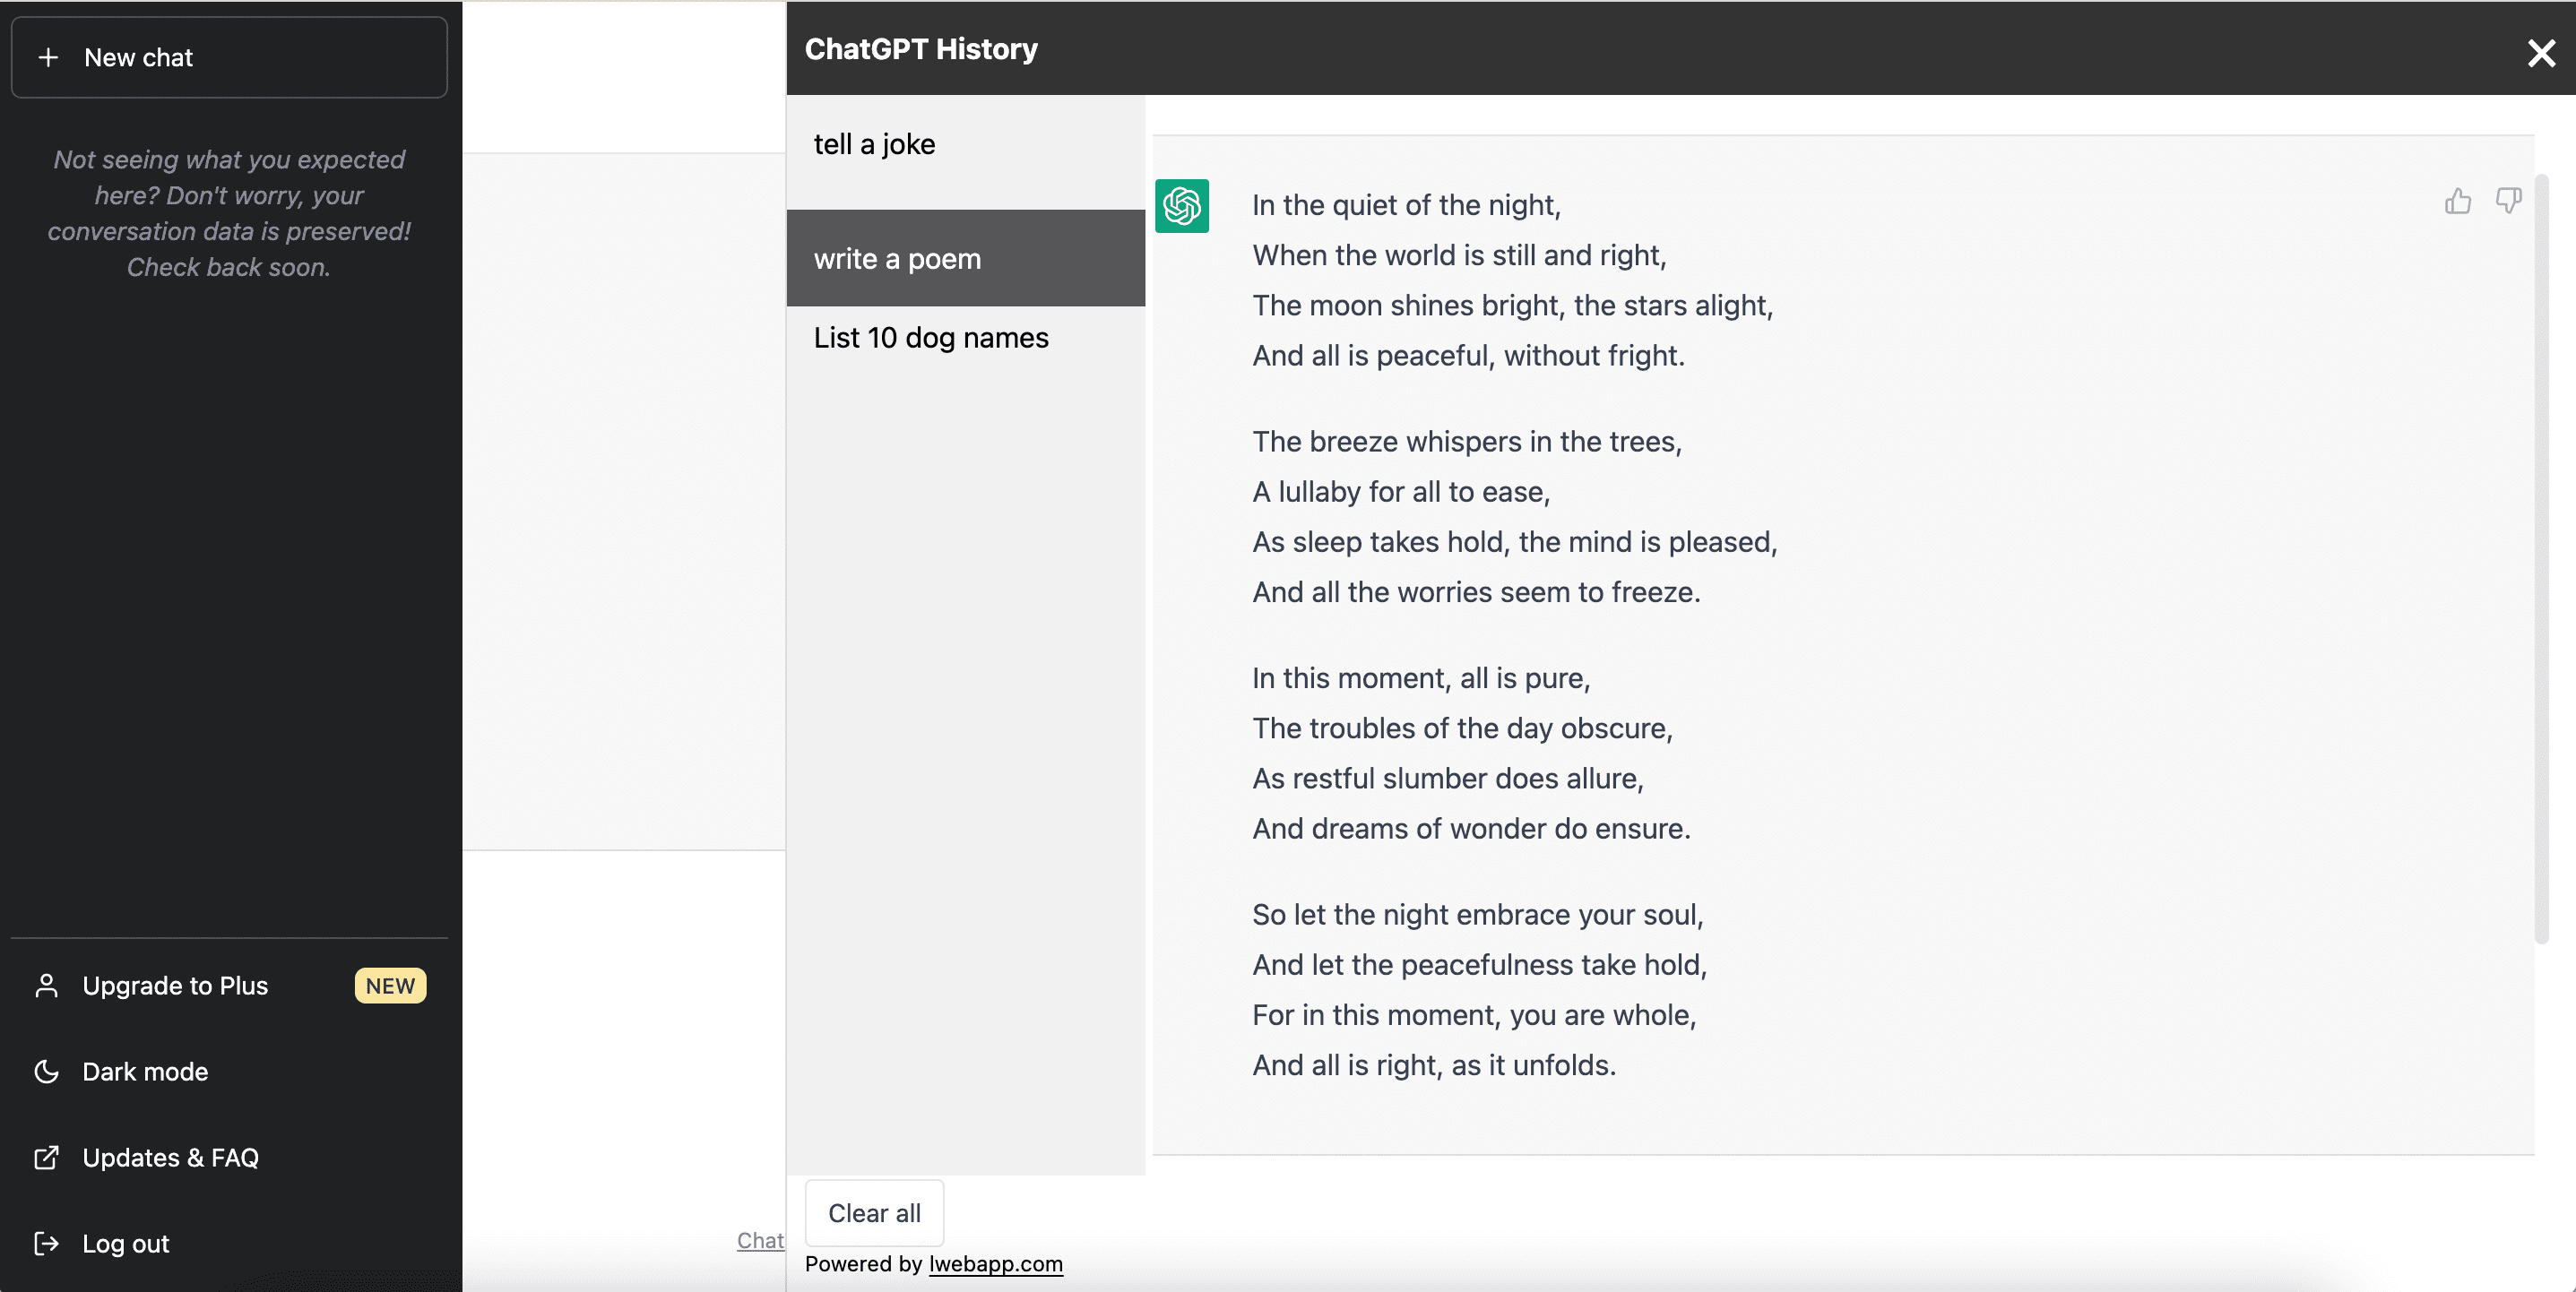 New chat
Not seeing what you expected
here? Don't worry, your
conversation data is preserved!
Check back soon.
Upgrade to Plus NEW
Dark mode
Updates & FAQ
Log out
Chat
ChatGPT History
tell a joke
write a poem
List 10 dog names
Clear all
Powered by lwebapp.com
In the quiet of the night,
When the world is still and right,
The moon shines bright, the stars alight,
And all is peaceful, without fright.
The breeze whispers in the trees,
A lullaby for all to ease,
As sleep takes hold, the mind is pleased,
And all the worries seem to freeze.
In this moment, all is pure,
The troubles of the day obscure,
As restful slumber does allure,
And dreams of wonder do ensure.
So let the night embrace your soul,
And let the peacefulness take hold,
For in this moment, you are whole,
And all is right, as it unfolds.